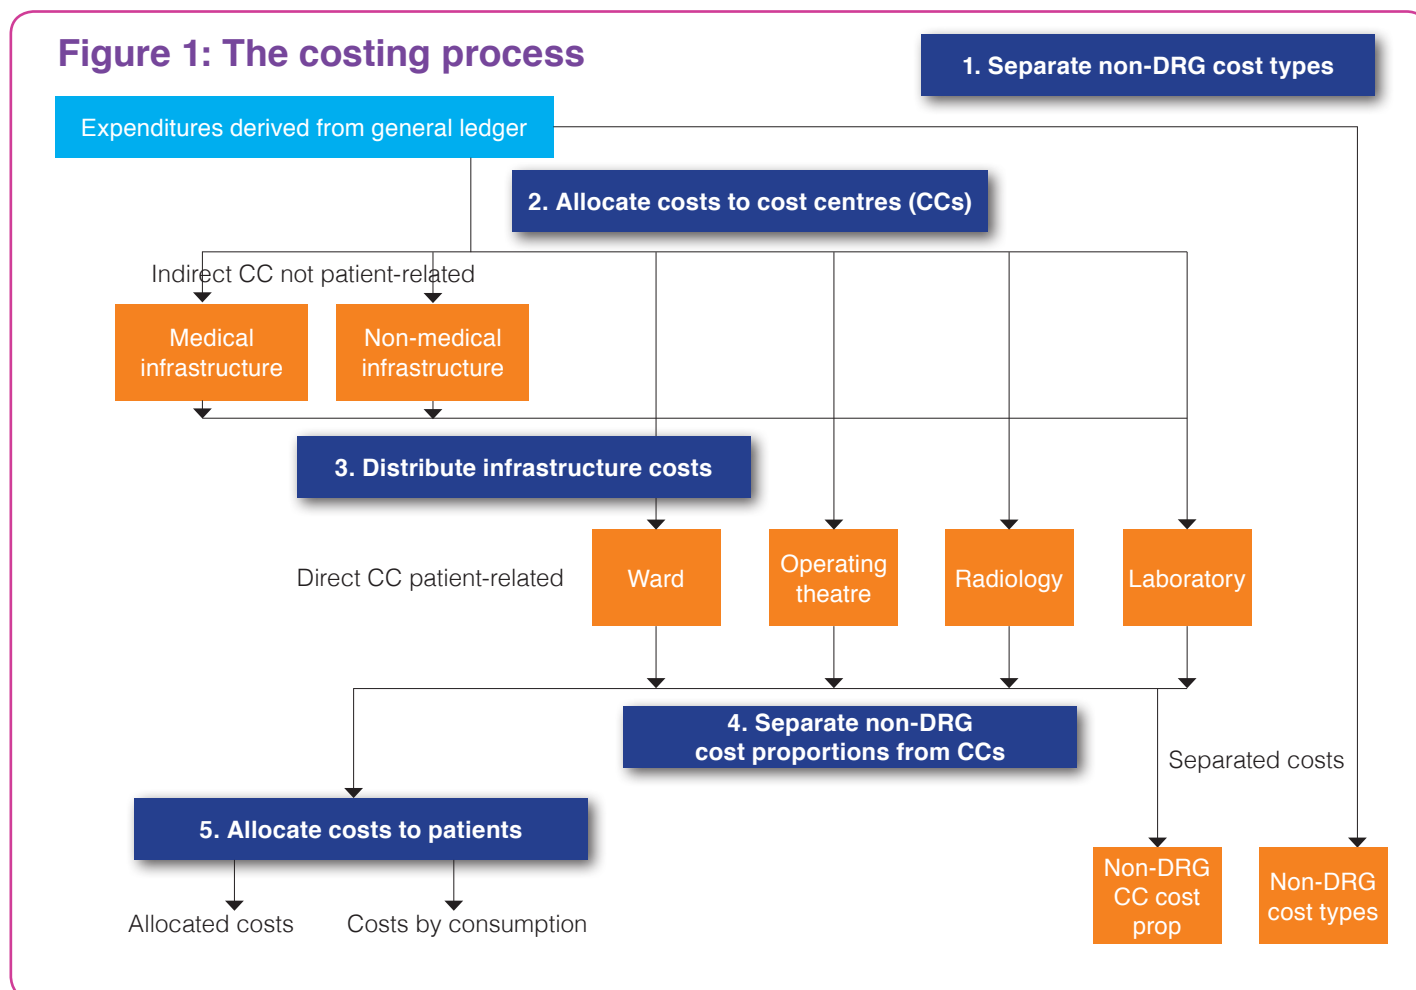 Figure 1: The costing process
1. Separate non-DRG cost types
Expenditures derived from general ledger
2. Allocate costs to cost centres (CCs)
Indirect CC not patient-related
Medical
infrastructure
Non-medical
infrastructure
3. Distribute infrastructure costs
Direct CC patient-related
Ward
Operating
theatre
Radiology
Laboratory
4. Separate non-DRG
cost proportions from CCs
Separated costs
5. Allocate costs to patients
Allocated costs
Costs by consumption
Non-DRG
CC cost
prop
Non-DRG
cost types